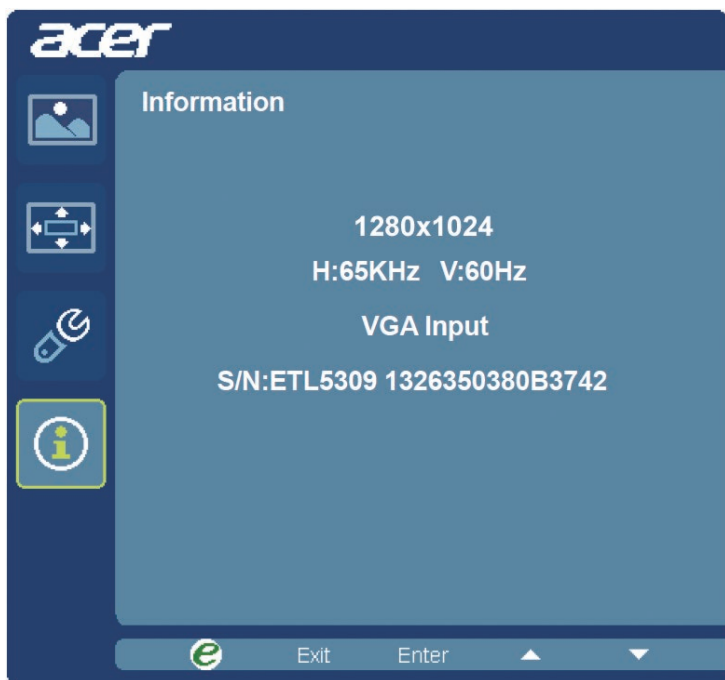 acer
Information
1280x1024
H:65KHz V:60Hz
VGA Input
S/N:ETL5309 1326350380B3742
e Exit Enter